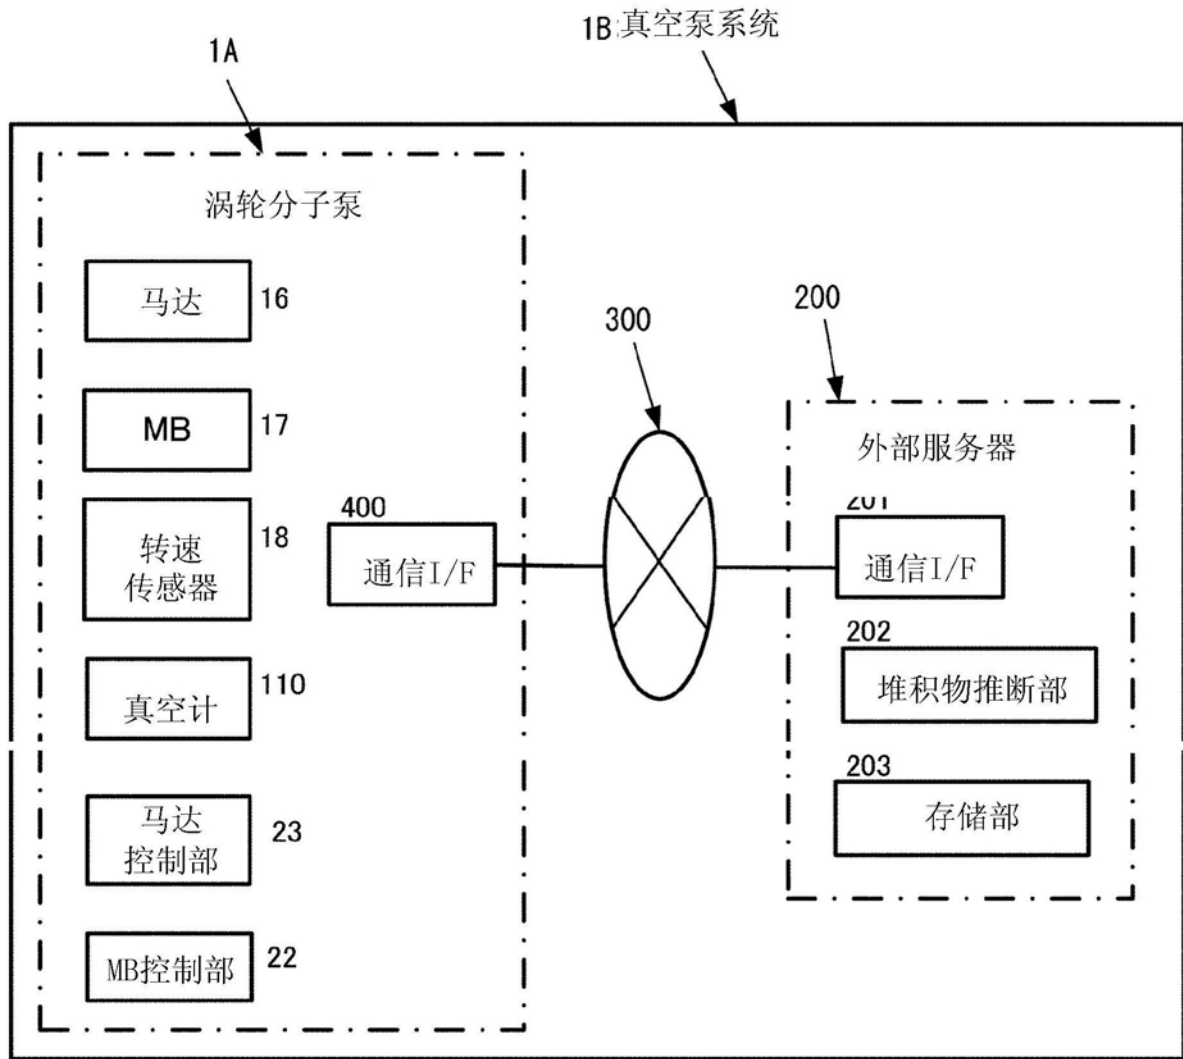 1B 真空泵系统
1A
涡轮分子泵
马达
16
MB
17
转速
传感器
18
真空计
110
马达
控制部
23
MB控制部
22
400
通信I/F
300
200
外部服务器
201
通信I/F
202
堆积物推断部
203
存储部